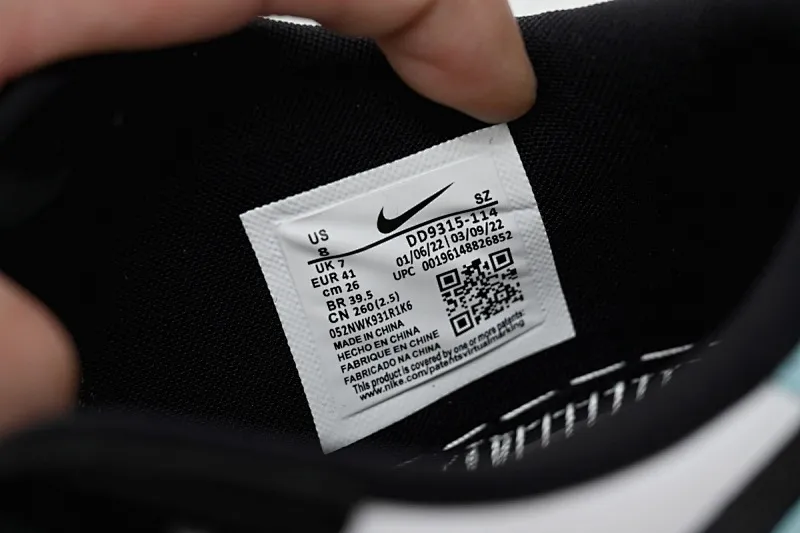 US
8
SZ
UK 7
EUR 41
cm 26
BR 39.5
CN 260(2.5)
DD9315-114
01/06/22 | 03/09/22
UPC 00196148826852
052NWK931R1K6
MADE IN CHINA
HECHO EN CHINA
FABRIQUE EN CHINE
FABRICADO NA CHINA
This product is covered by one or more patents:
www.nike.com/patentsvirtualmarking